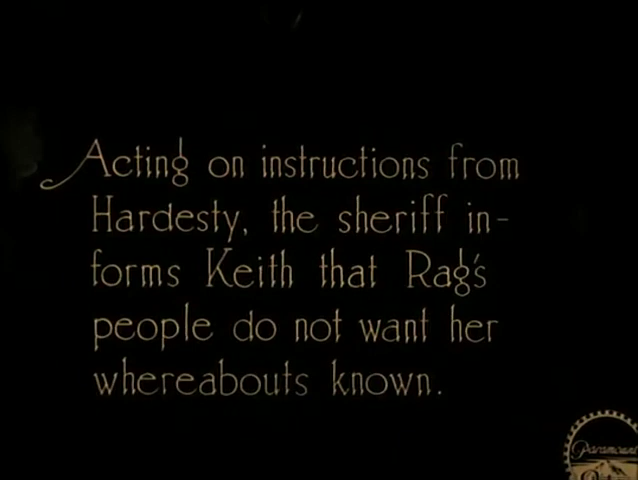 Acting on instructions from
Hardesty, the sheriff in-
forms Keith that Rag's
people do not want her
whereabouts known.
Paramount